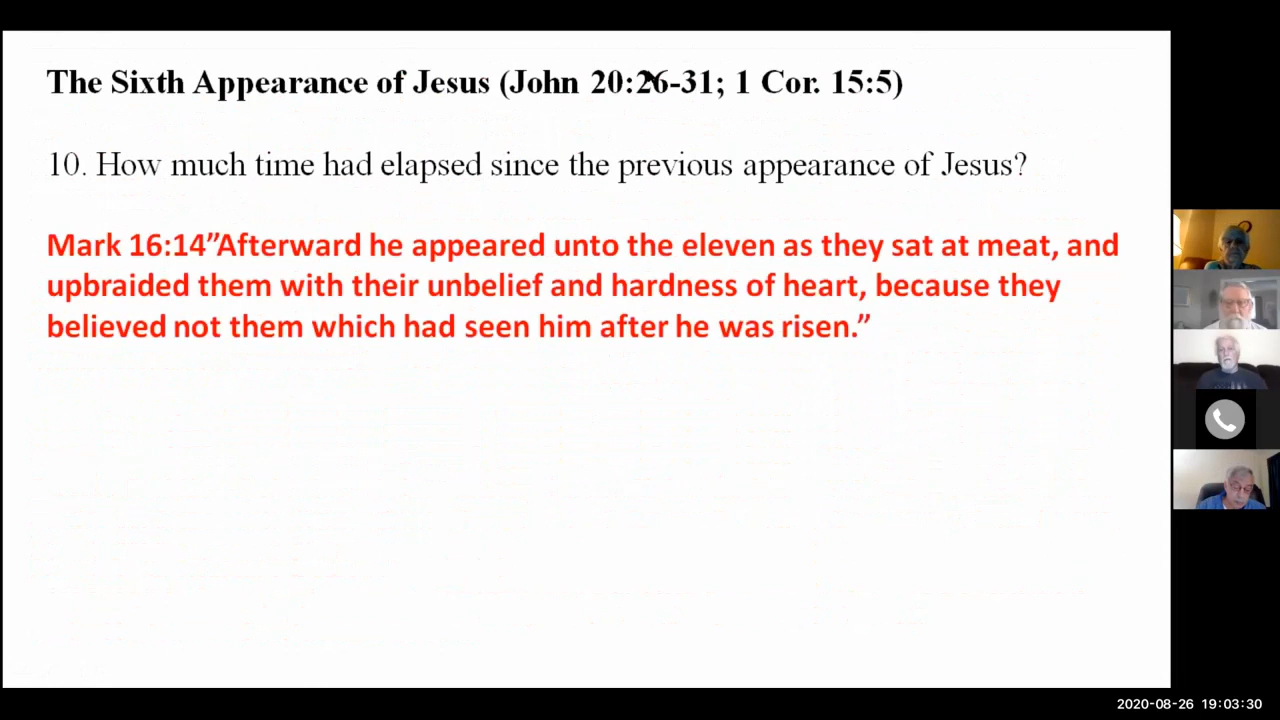 The Sixth Appearance of Jesus (John 20:26-31; 1 Cor. 15:5)
10. How much time had elapsed since the previous appearance of Jesus?
Mark 16:14”Afterward he appeared unto the eleven as they sat at meat, and
upbraided them with their unbelief and hardness of heart, because they
believed not them which had seen him after he was risen.”
2020-08-26 19:03:30